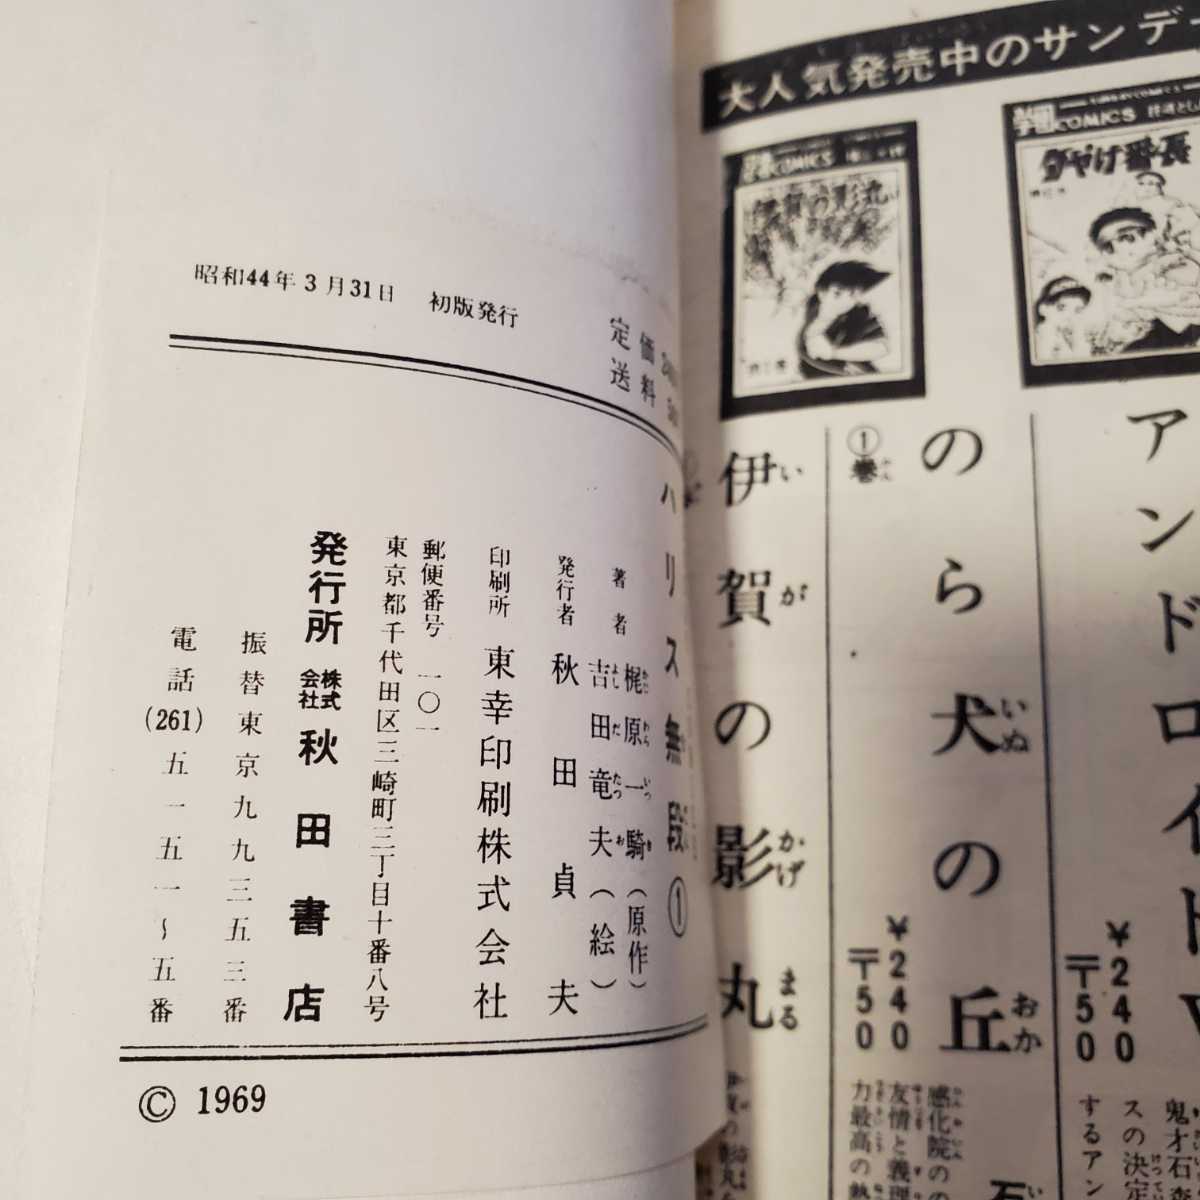 昭和44年3月31日 初版発行
定価
送料
ハリス無段①
著者
梶原一騎(原作)
吉田竜夫(絵)
発行者 秋田貞夫
印刷所 東幸印刷株式会社
郵便番号 一〇一
東京都千代田区三崎町三丁目十番八号
発行所 株式会社 秋田書店
振替東京九九三五三番
電話(261)五一五一~五番
© 1969
大人気発売中のサンデー
COMICS
夕やけ番長
COMICS
伊賀の影丸
アンドロイド
¥240
〒50
のら犬の丘
①巻
¥240
〒50
伊賀の影丸
鬼才石
スの決定
するアン
感化院の
友情と義理
力最高の熱